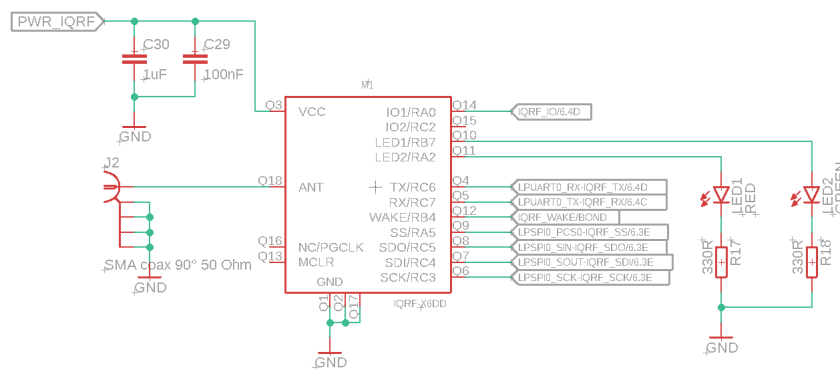 PWR_IQRF
C30
1uF
C29
100nF
GND
M1
Q3
VCC
IO1/RA0
Q14
IQRF_IO/6.4D
IO2/RC2
Q15
LED1/RB7
Q10
LED2/RA2
Q11
J2
Q18
ANT
TX/RC6
Q4
LPUART0_RX-IQRF_TX/6.4D
RX/RC7
Q5
LPUART0_TX-IQRF_RX/6.4C
WAKE/RB4
Q12
IQRF_WAKE/BOND
SS/RA5
Q9
LPSPI0_PCS0-IQRF_SS/6.3E
Q16
NC/PGCLK
SDO/RC5
Q8
LPSPI0_SIN-IQRF_SDO/6.3E
Q13
MCLR
SDI/RC4
Q7
LPSPI0_SOUT-IQRF_SDI/6.3E
SCK/RC3
Q6
LPSPI0_SCK-IQRF_SCK/6.3E
SMA coax 90° 50 Ohm
GND
GND
Q1
Q2
Q17
GND
LED1
RED
LED2
GREEN
330R
R17
330R
R18
GND